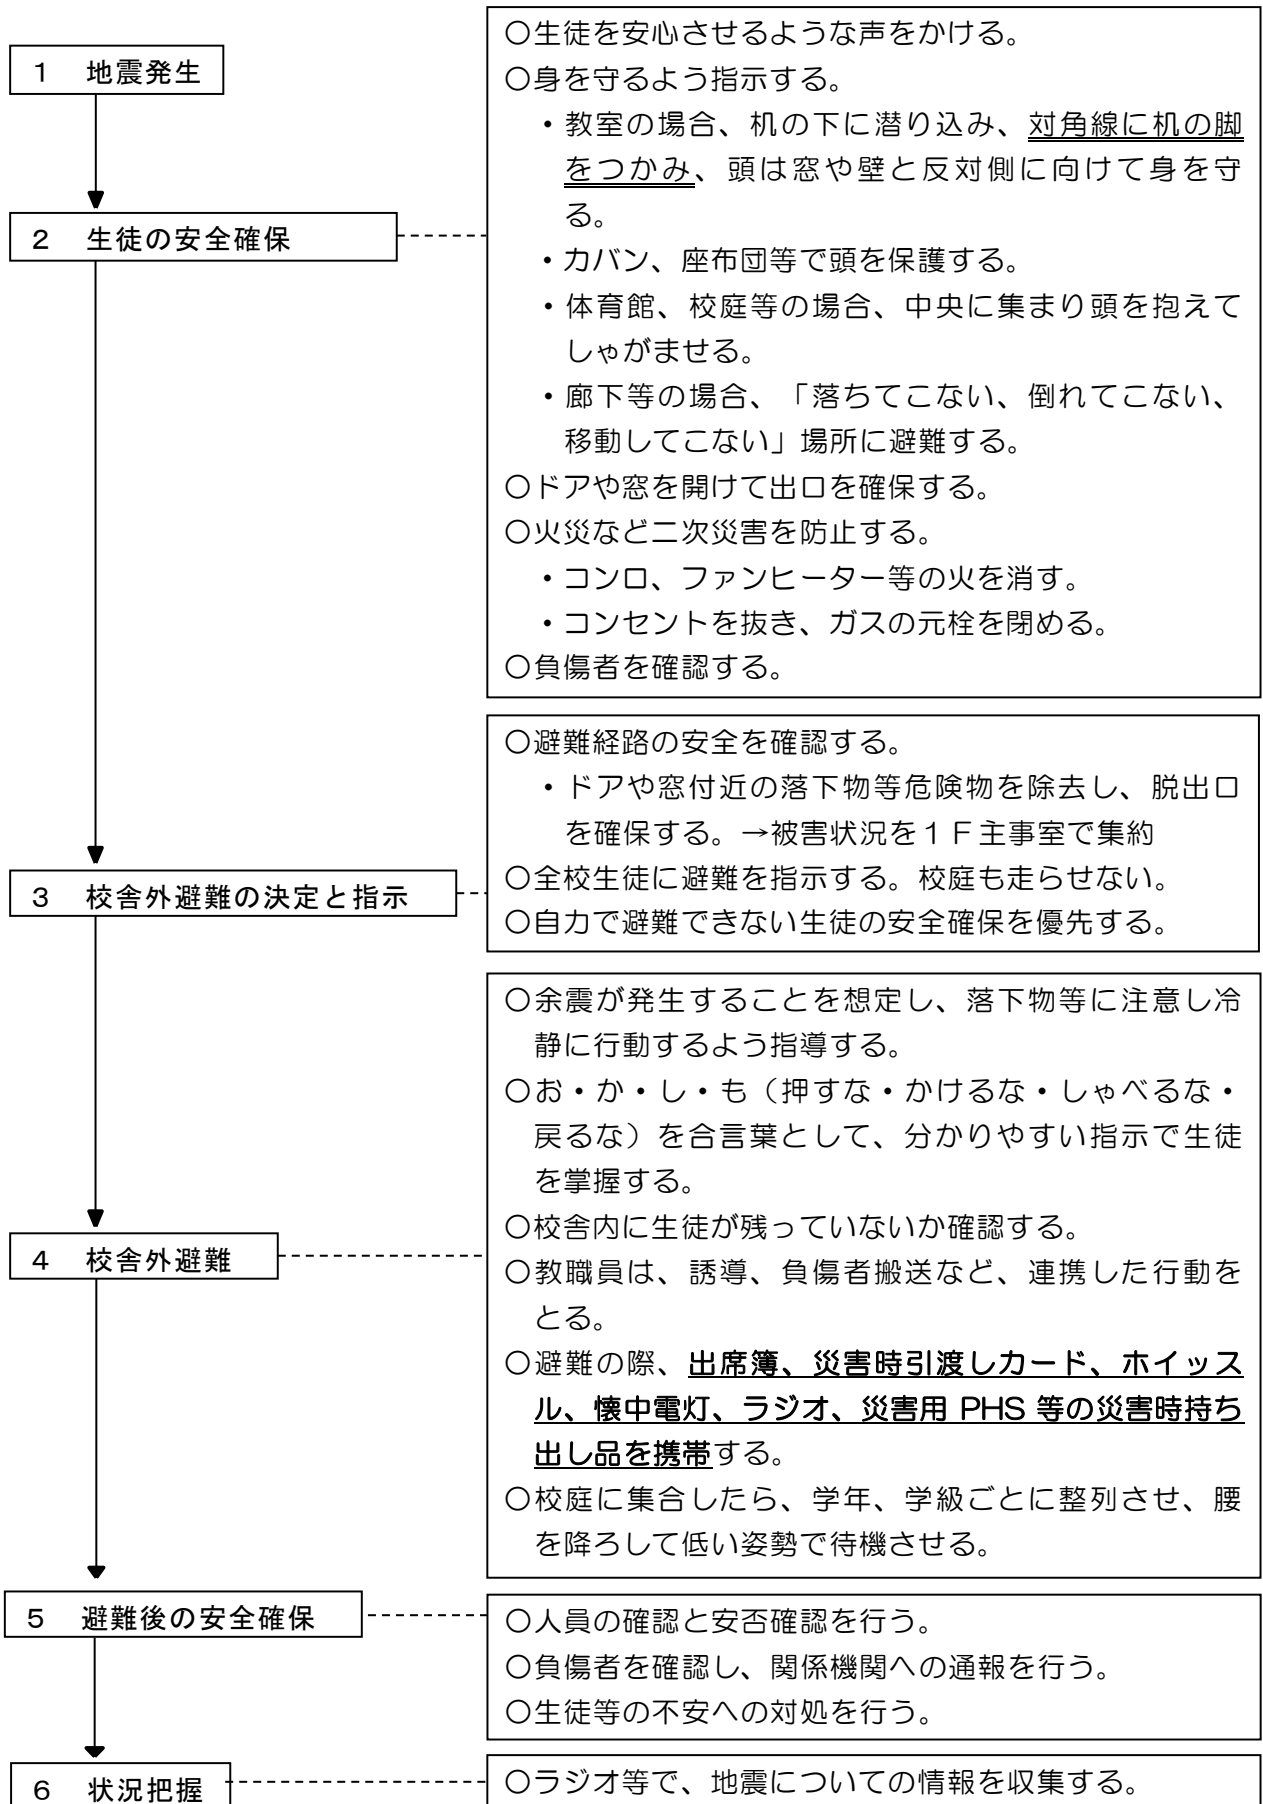 １　地震発生
○生徒を安心させるような声をかける。
○身を守るよう指示する。
・教室の場合、机の下に潜り込み、対角線に机の脚
をつかみ、頭は窓や壁と反対側に向けて身を守
る。
２　生徒の安全確保
・カバン、座布団等で頭を保護する。
・体育館、校庭等の場合、中央に集まり頭を抱えて
しゃがませる。
・廊下等の場合、「落ちてこない、倒れてこない、
移動してこない」場所に避難する。
○ドアや窓を開けて出口を確保する。
○火災など二次災害を防止する。
・コンロ、ファンヒーター等の火を消す。
・コンセントを抜き、ガスの元栓を閉める。
○負傷者を確認する。
３　校舎外避難の決定と指示
○避難経路の安全を確認する。
・ドアや窓付近の落下物等危険物を除去し、脱出口
を確保する。→被害状況を１Ｆ主事室で集約
○全校生徒に避難を指示する。校庭も走らせない。
○自力で避難できない生徒の安全確保を優先する。
４　校舎外避難
○余震が発生することを想定し、落下物等に注意し冷
静に行動するよう指導する。
○お・か・し・も（押すな・かけるな・しゃべるな・
戻るな）を合言葉として、分かりやすい指示で生徒
を掌握する。
○校舎内に生徒が残っていないか確認する。
○教職員は、誘導、負傷者搬送など、連携した行動を
とる。
○避難の際、出席簿、災害時引渡しカード、ホイッス
ル、懐中電灯、ラジオ、災害用 PHS 等の災害時持ち
出し品を携帯する。
○校庭に集合したら、学年、学級ごとに整列させ、腰
を降ろして低い姿勢で待機させる。
５　避難後の安全確保
○人員の確認と安否確認を行う。
○負傷者を確認し、関係機関への通報を行う。
○生徒等の不安への対処を行う。
６　状況把握
○ラジオ等で、地震についての情報を収集する。